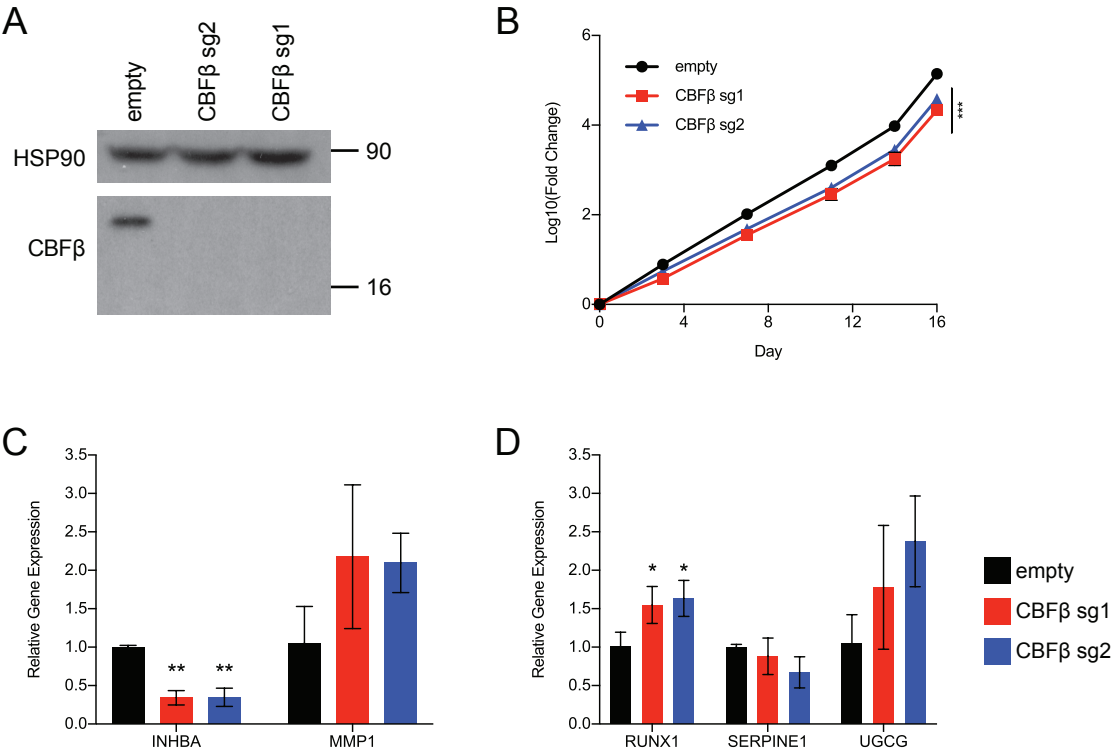 A
empty
CBFβ sg2
CBFβ sg1
HSP90
90
CBFβ
16
B
6
4
2
0
Log10(Fold Change)
empty
CBFβ sg1
CBFβ sg2
***
0 4 8 12 16
Day
C
3.5
3.0
2.5
2.0
1.5
1.0
0.5
0.0
Relative Gene Expression
** **
INHBA MMP1
D
3.5
3.0
2.5
2.0
1.5
1.0
0.5
0.0
Relative Gene Expression
* *
RUNX1 SERPINE1 UGCG
empty
CBFβ sg1
CBFβ sg2